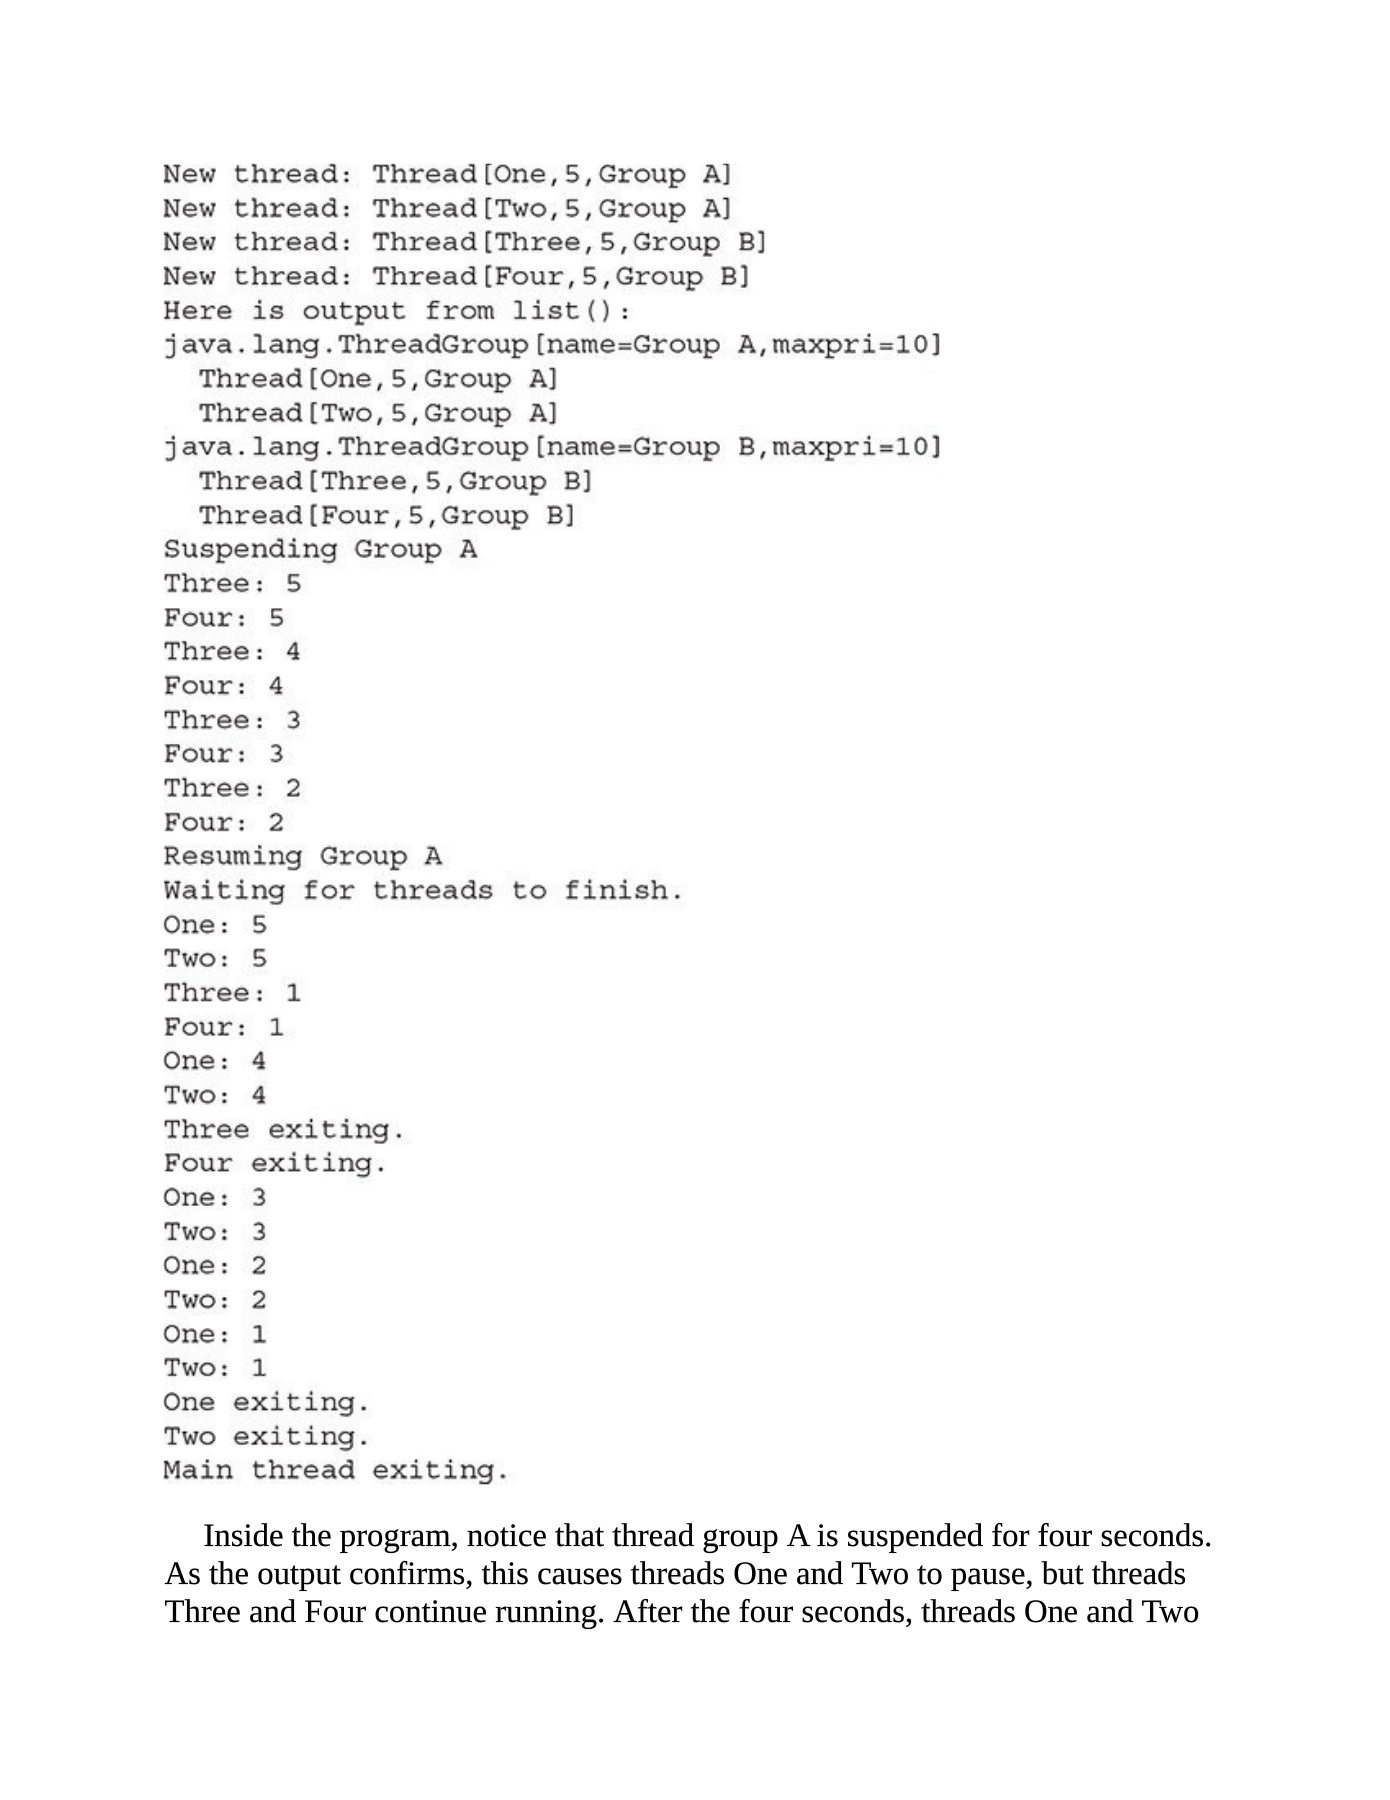 New thread: Thread[One,5,Group A]
New thread: Thread[Two,5,Group A]
New thread: Thread[Three,5,Group B]
New thread: Thread[Four,5,Group B]
Here is output from list():
java.lang.ThreadGroup[name=Group A,maxpri=10]
  Thread[One,5,Group A]
  Thread[Two,5,Group A]
java.lang.ThreadGroup[name=Group B,maxpri=10]
  Thread[Three,5,Group B]
  Thread[Four,5,Group B]
Suspending Group A
Three: 5
Four: 5
Three: 4
Four: 4
Three: 3
Four: 3
Three: 2
Four: 2
Resuming Group A
Waiting for threads to finish.
One: 5
Two: 5
Three: 1
Four: 1
One: 4
Two: 4
Three exiting.
Four exiting.
One: 3
Two: 3
One: 2
Two: 2
One: 1
Two: 1
One exiting.
Two exiting.
Main thread exiting.
Inside the program, notice that thread group A is suspended for four seconds.
As the output confirms, this causes threads One and Two to pause, but threads
Three and Four continue running. After the four seconds, threads One and Two